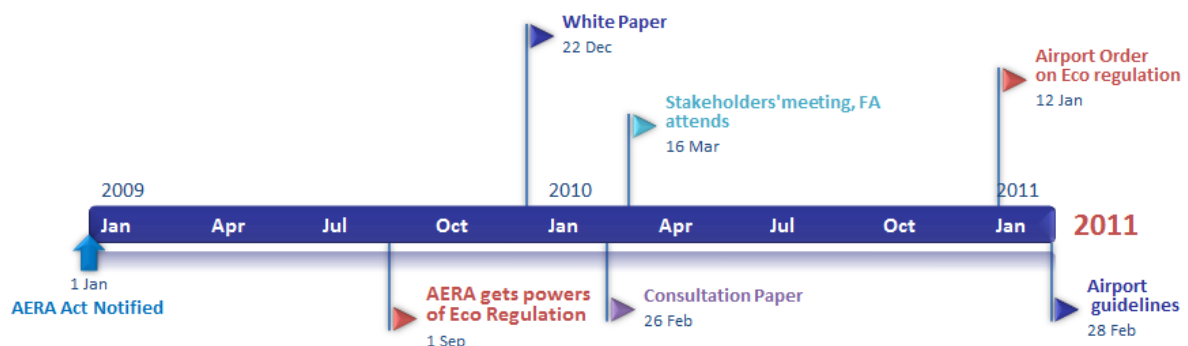 White Paper
22 Dec
Airport Order
on Eco regulation
12 Jan
Stakeholders'meeting, FA
attends
16 Mar
2009
2010
2011
Jan Apr Jul Oct Jan Apr Jul Oct Jan
2011
1 Jan
AERA Act Notified
AERA gets powers
of Eco Regulation
1 Sep
Consultation Paper
26 Feb
Airport
guidelines
28 Feb